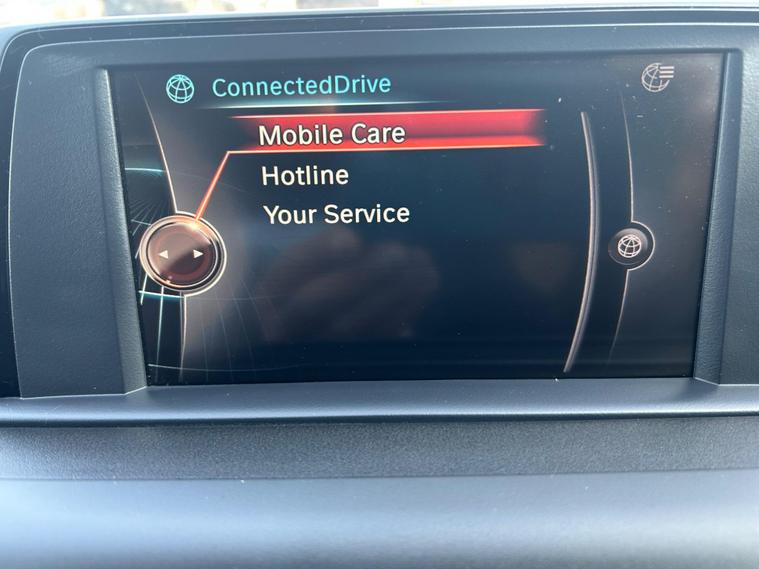 ConnectedDrive
Mobile Care
Hotline
Your Service